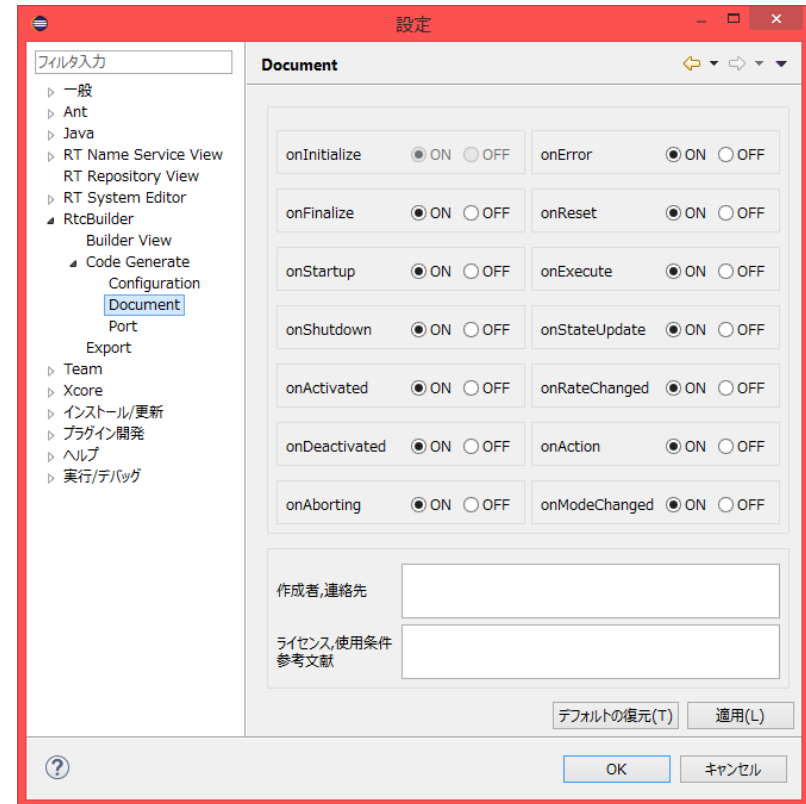 設定
フィルタ入力
一般
Ant
Java
RT Name Service View
RT Repository View
RT System Editor
RtcBuilder
Builder View
Code Generate
Configuration
Document
Port
Export
Team
Xcore
インストール/更新
プラグイン開発
ヘルプ
実行/デバッグ
Document
onInitialize ON OFF onError ON OFF
onFinalize ON OFF onReset ON OFF
onStartup ON OFF onExecute ON OFF
onShutdown ON OFF onStateUpdate ON OFF
onActivated ON OFF onRateChanged ON OFF
onDeactivated ON OFF onAction ON OFF
onAborting ON OFF onModeChanged ON OFF
作成者,連絡先
ライセンス,使用条件
参考文献
デフォルトの復元(T) 適用(L)
OK キャンセル